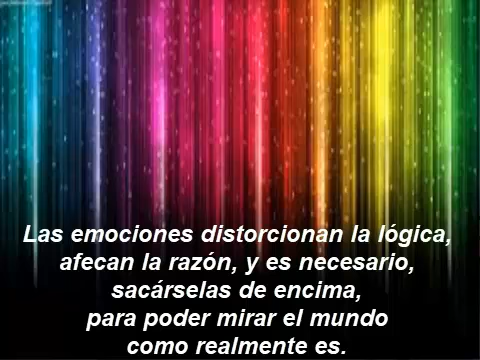 Las emociones distorcionan la lógica,
afecan la razón, y es necesario,
sacárselas de encima,
para poder mirar el mundo
como realmente es.